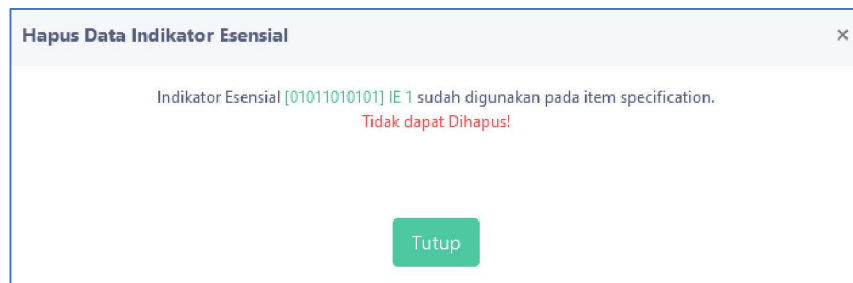 Hapus Data Indikator Esensial ×
Indikator Esensial [01011010101] IE 1 sudah digunakan pada item specification.
Tidak dapat Dihapus!
Tutup